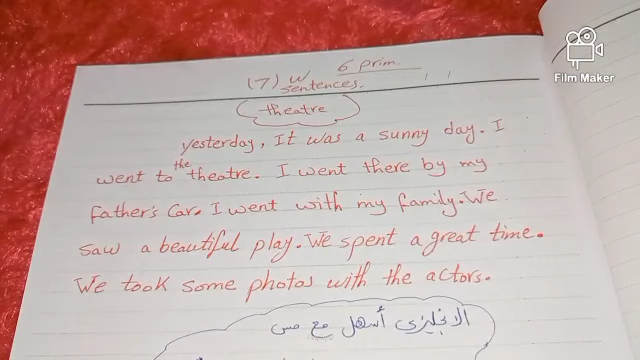 6 prim.
(7) W
sentences.
theatre
yesterday, It was a sunny day. I
went to the theatre. I went there by my
father's Car. I went with my family. We
saw a beautiful play. We spent a great time.
We took some photos with the actors.
الانجليزى أسهل مع مس
Film Maker